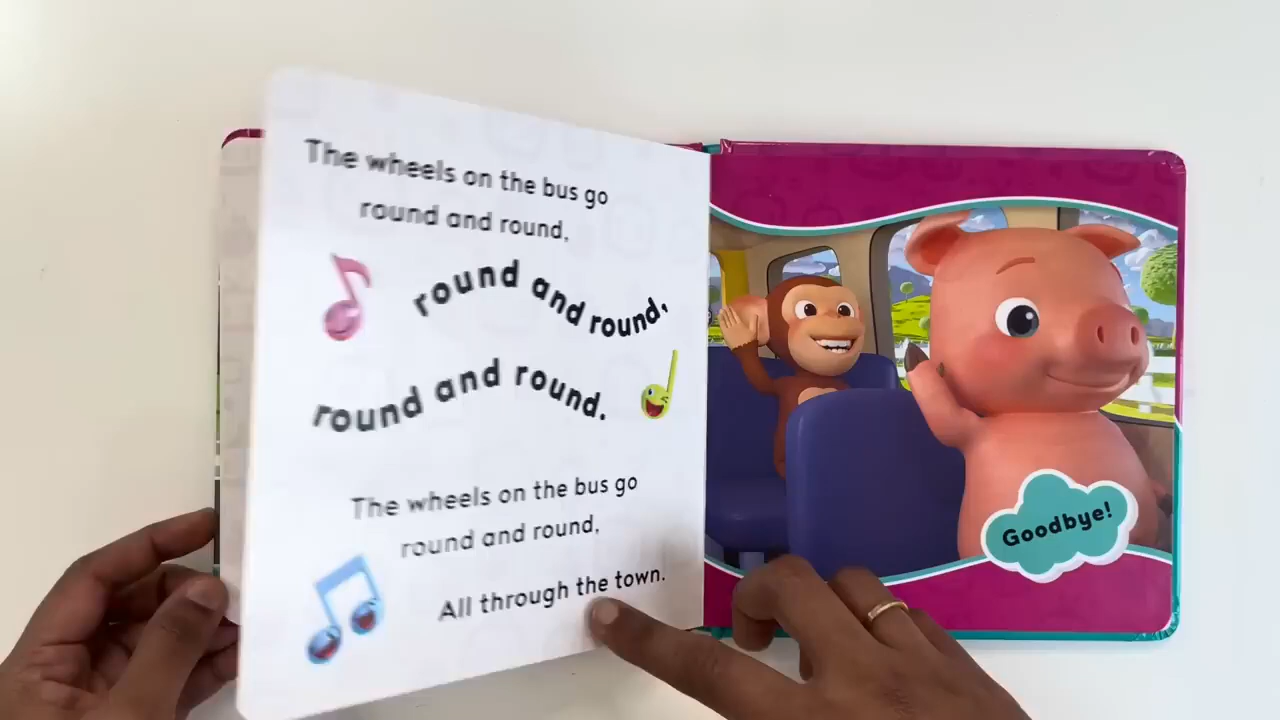 The wheels on the bus go
round and round,
round and round,
round and round.
The wheels on the bus go
round and round,
All through the town.
Goodbye!